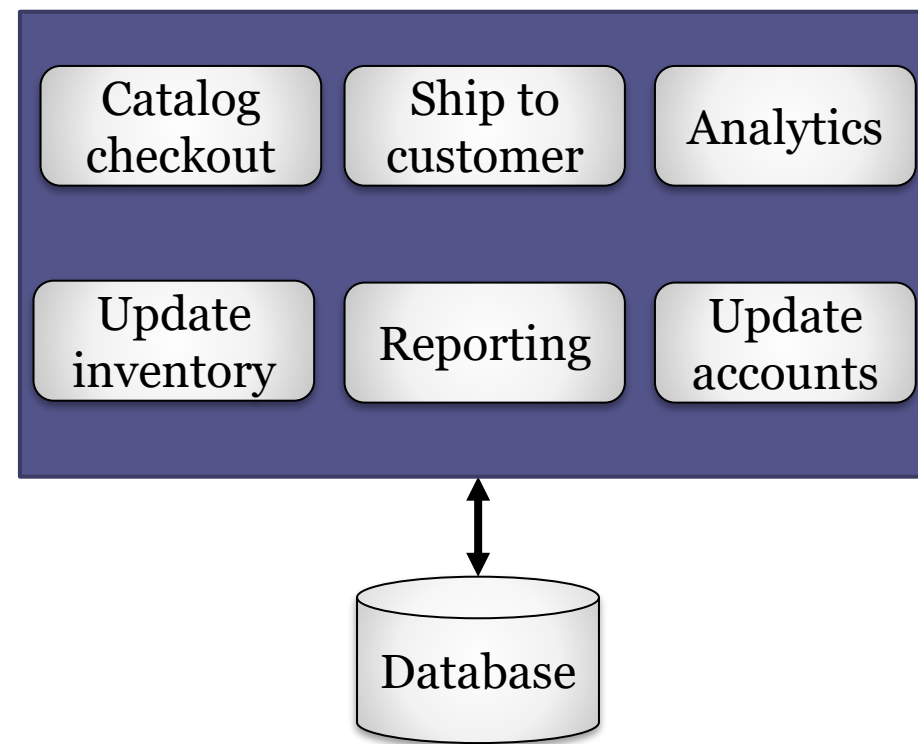 Catalog
checkout
Ship to
customer
Analytics
Update
inventory
Reporting
Update
accounts
Database